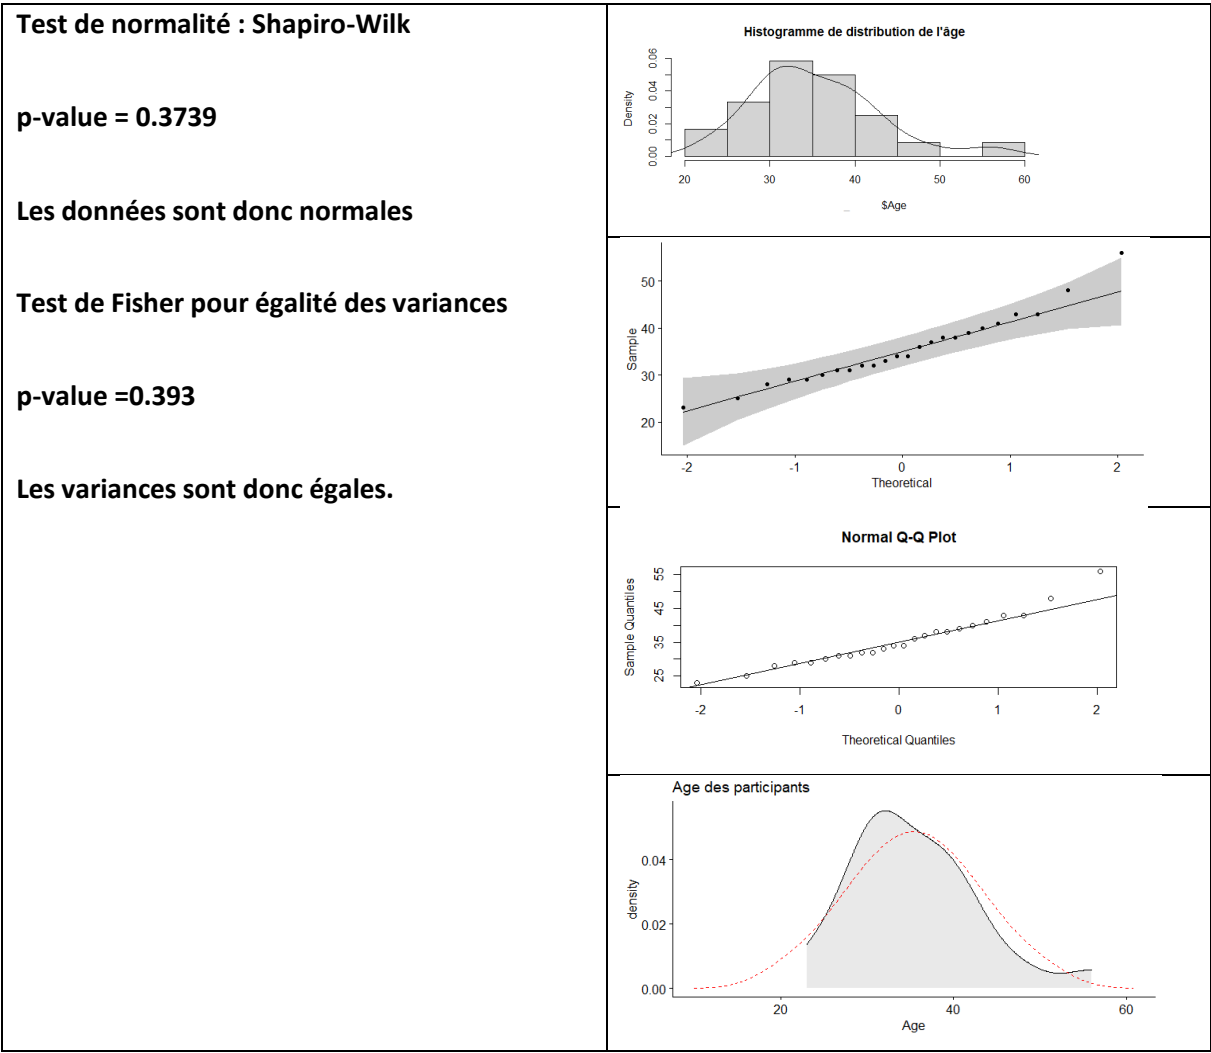 Test de normalité : Shapiro-Wilk
p-value = 0.3739
Les données sont donc normales
Test de Fisher pour égalité des variances
p-value =0.393
Les variances sont donc égales.
Histogramme de distribution de l'âge
Density
0.00 0.02 0.04 0.06
20 30 40 50 60
$Age
Sample
50
40
30
20
-2 -1 0 1 2
Theoretical
Normal Q-Q Plot
Sample Quantiles
25 35 45 55
-2 -1 0 1 2
Theoretical Quantiles
Age des participants
density
0.04
0.02
0.00
20 40 60
Age